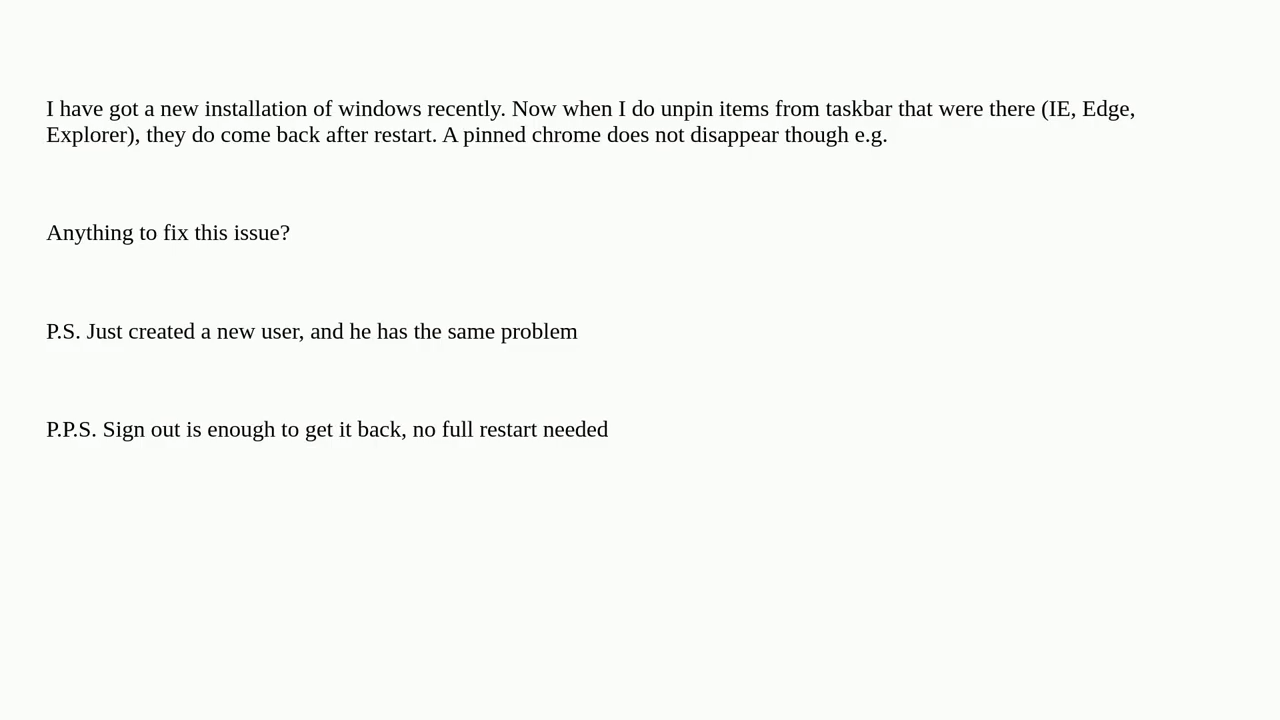 I have got a new installation of windows recently. Now when I do unpin items from taskbar that were there (IE, Edge,
Explorer), they do come back after restart. A pinned chrome does not disappear though e.g.
Anything to fix this issue?
P.S. Just created a new user, and he has the same problem
P.P.S. Sign out is enough to get it back, no full restart needed